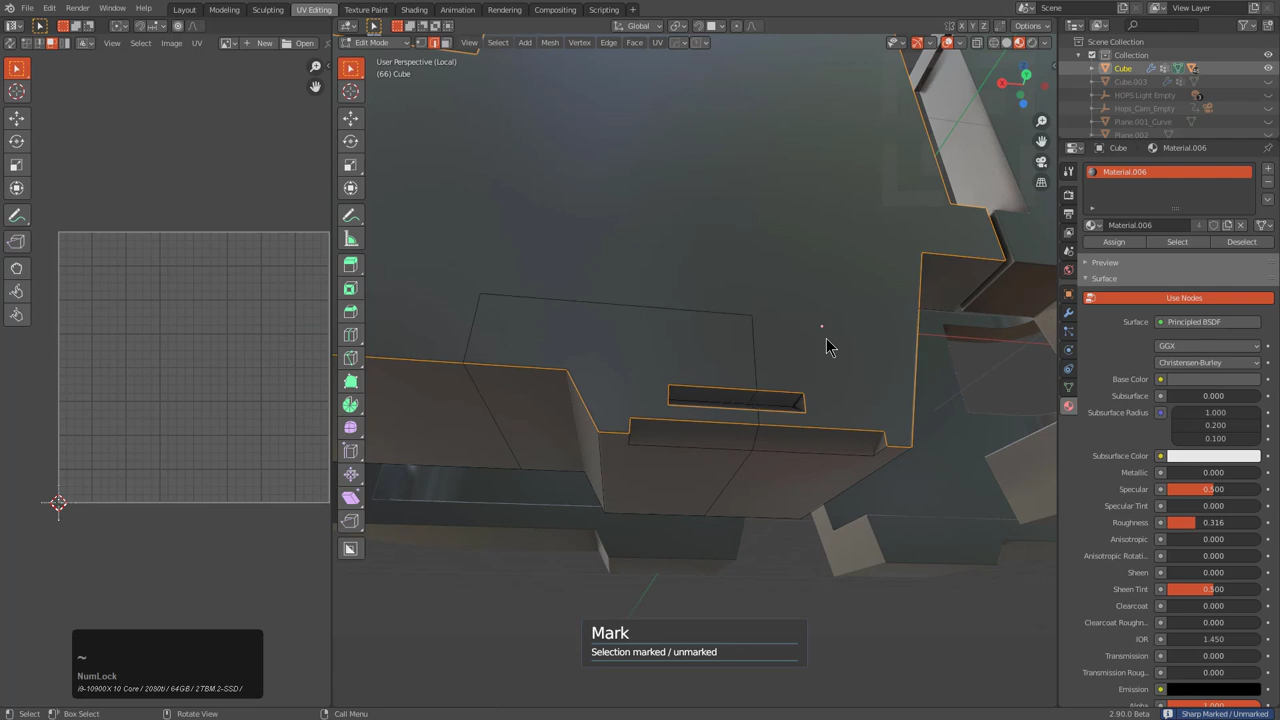 File Edit Render Window Help Layout Modeling Sculpting UV Editing Texture Paint Shading Animation Rendering Compositing Scripting + Scene View Layer
Global Options
View Select Image UV New Open Edit Mode View Select Add Mesh Vertex Edge Face UV
User Perspective (Local)
(66) Cube
Scene Collection
Collection
Cube
Cube.003
HOPS Light Empty
Hops_Cam_Empty
Plane.001_Curve
Plane.002
Cube Material.006
Material.006
Material.006 4
Assign Select Deselect
Preview
Surface
Use Nodes
Surface Principled BSDF
GGX
Christensen-Burley
Base Color
Subsurface 0.000
Subsurface Radius 1.000
0.200
0.100
Subsurface Color
Metallic 0.000
Specular 0.500
Specular Tint 0.000
Roughness 0.316
Anisotropic 0.000
Anisotropic Rotati.. 0.000
Sheen 0.000
Sheen Tint 0.500
Clearcoat 0.000
Clearcoat Roughn.. 0.000
IOR 1.450
Transmission 0.000
Transmission Roug.. 0.000
Emission
Alpha 1.000
Mark
Selection marked / unmarked
~
NumLock
i9-10900X 10 Core / 2080ti / 64GB / 2TBM.2-SSD /
Select Box Select Rotate View Call Menu 2.90.0 Beta Sharp Marked / Unmarked